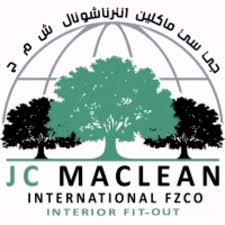 جي سي ماكلين انترناشونال ش م ح
JC MACLEAN
INTERNATIONAL FZCO
INTERIOR FIT-OUT